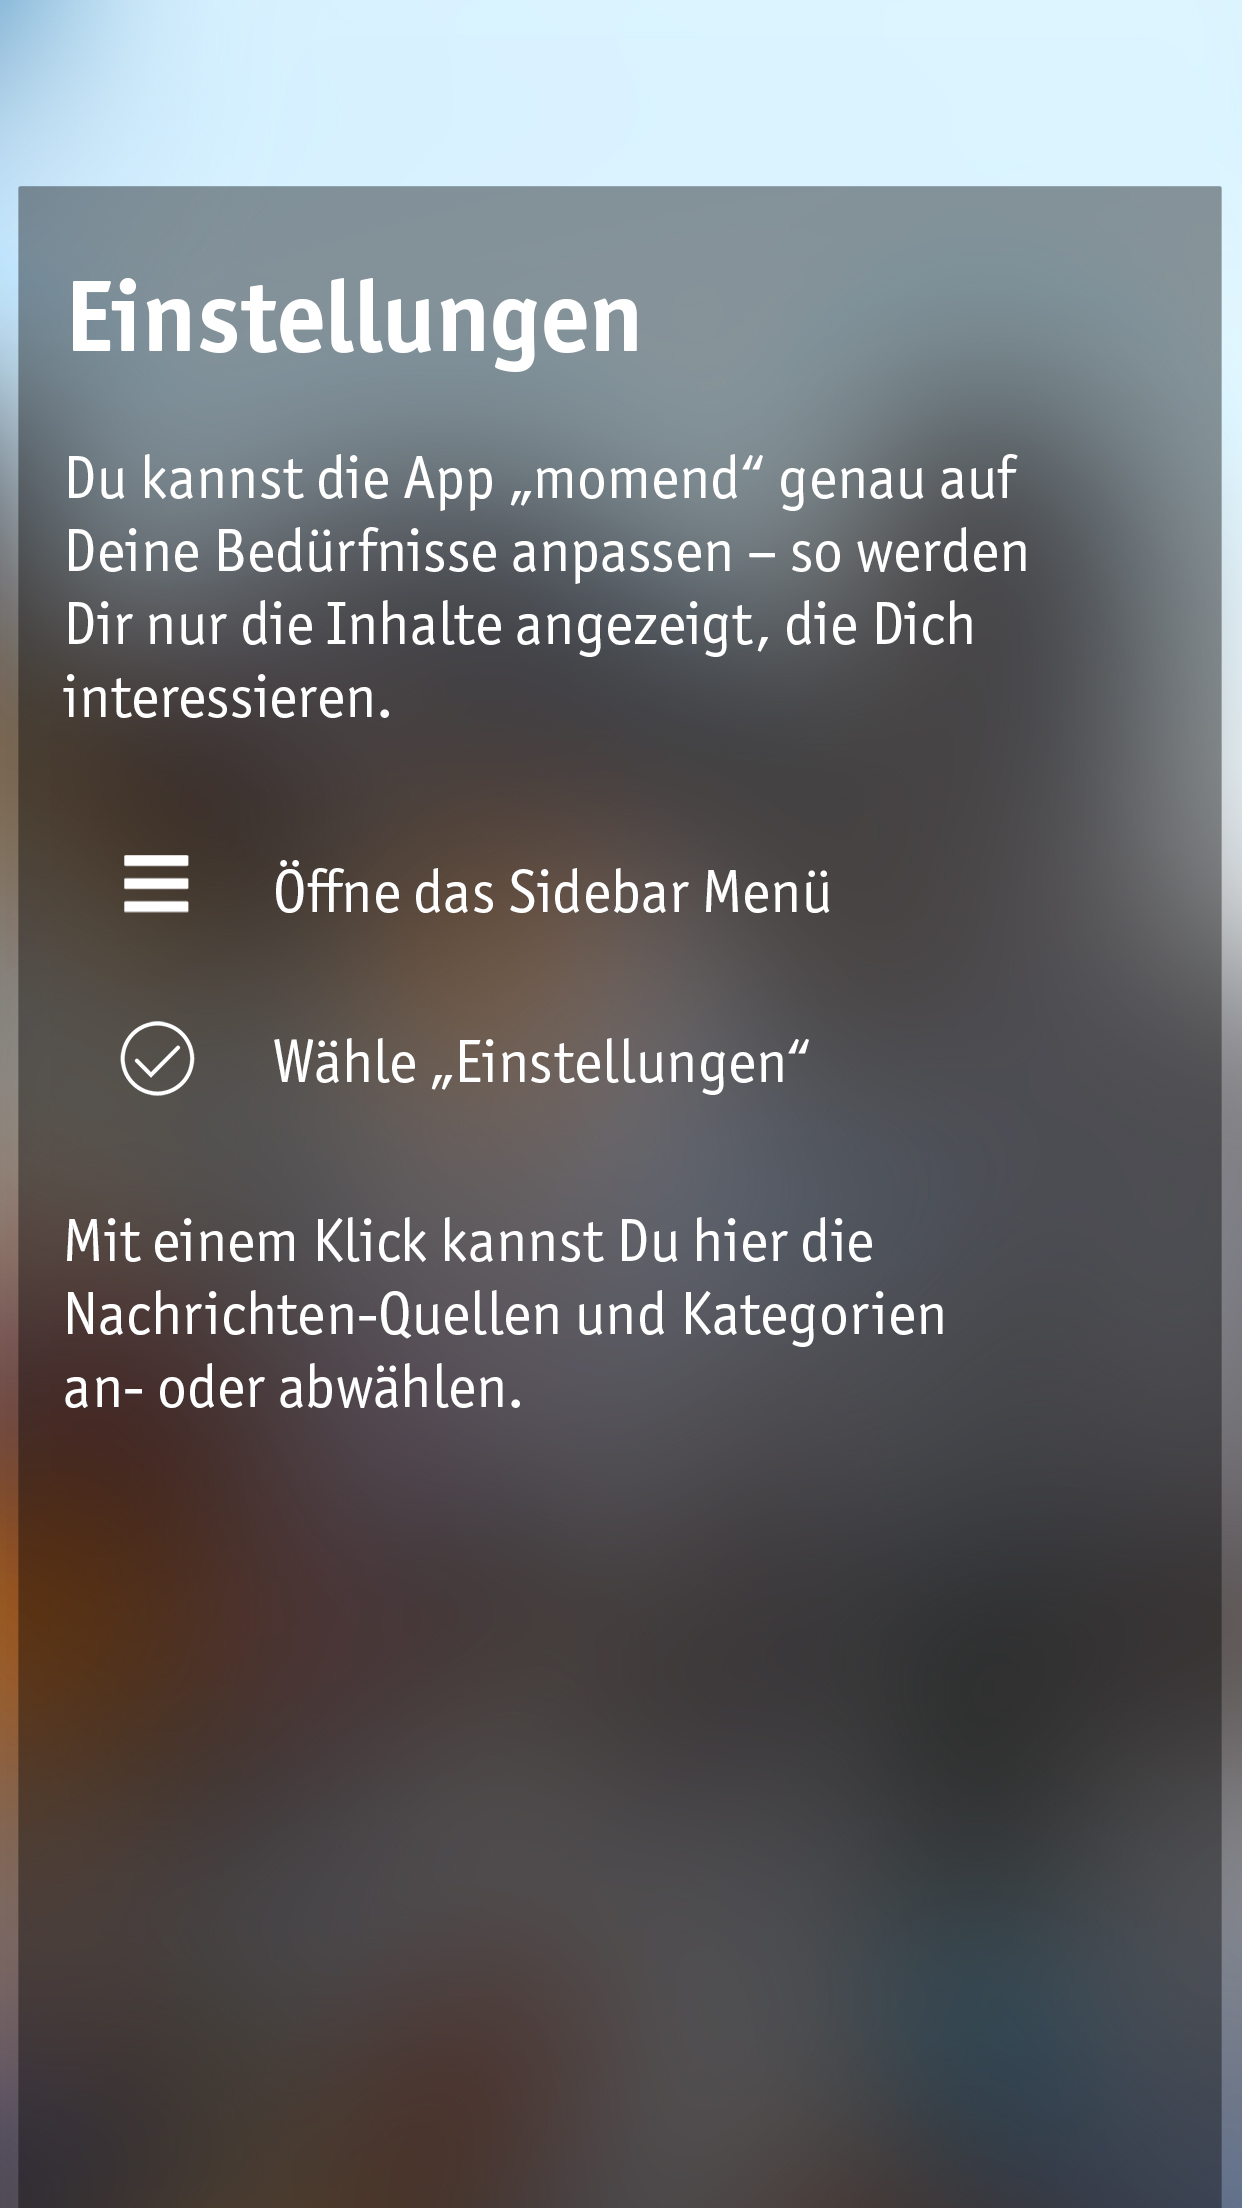 Einstellungen
Du kannst die App „momend“ genau auf
Deine Bedürfnisse anpassen – so werden
Dir nur die Inhalte angezeigt, die Dich
interessieren.
Öffne das Sidebar Menü
Wähle „Einstellungen“
Mit einem Klick kannst Du hier die
Nachrichten-Quellen und Kategorien
an- oder abwählen.